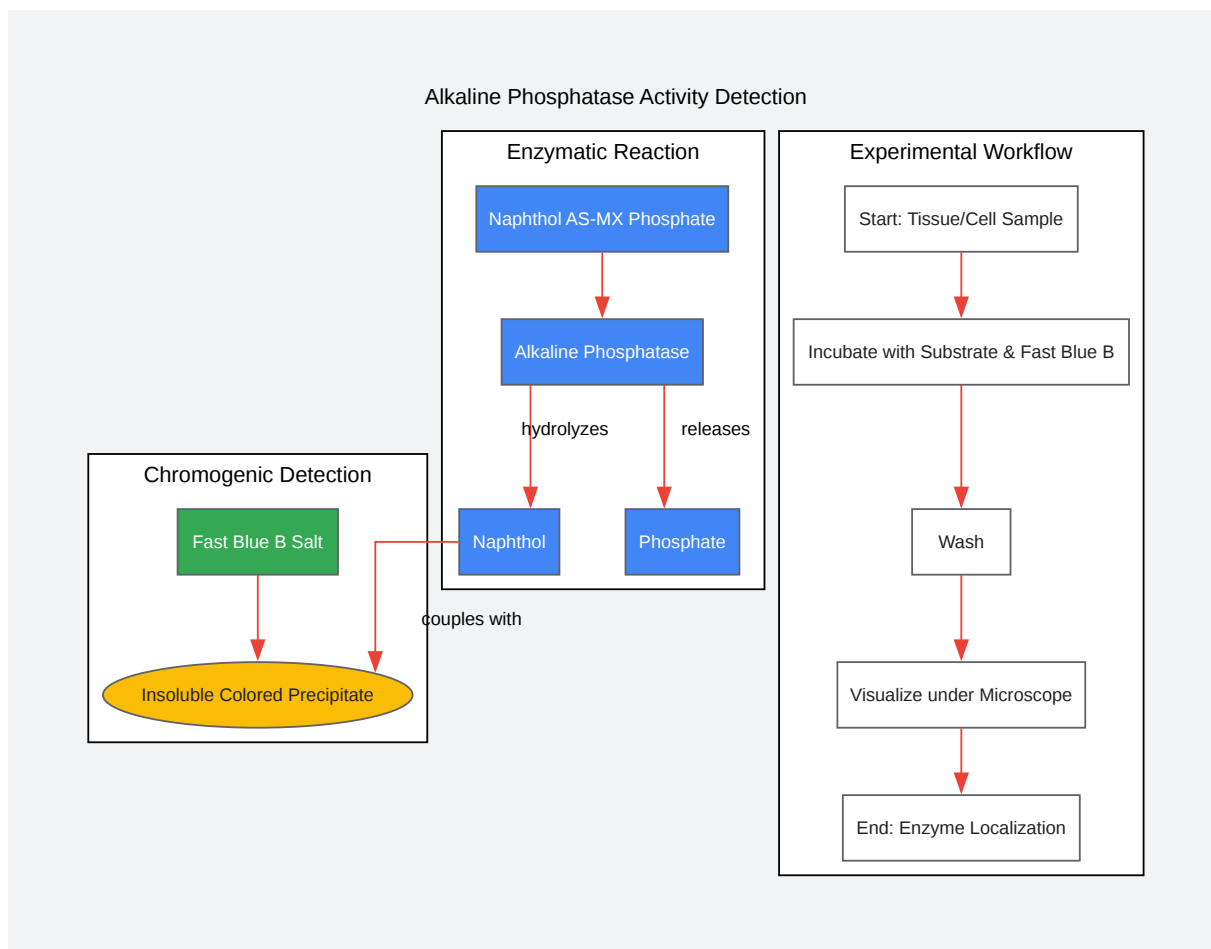 Alkaline Phosphatase Activity Detection
Enzymatic Reaction
Naphthol AS-MX Phosphate
Alkaline Phosphatase
hydrolyzes
releases
Naphthol
Phosphate
couples with
Chromogenic Detection
Fast Blue B Salt
Insoluble Colored Precipitate
Experimental Workflow
Start: Tissue/Cell Sample
Incubate with Substrate & Fast Blue B
Wash
Visualize under Microscope
End: Enzyme Localization